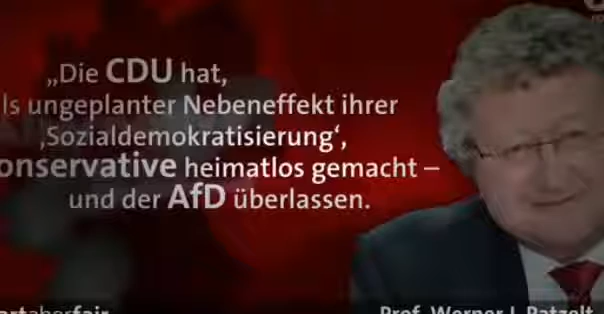 „Die CDU hat,
ls ungeplanter Nebeneffekt ihrer
‚Sozialdemokratisierung‘,
onservative heimatlos gemacht –
und der AfD überlassen.
artaberfair
Prof. Werner J. Patzelt